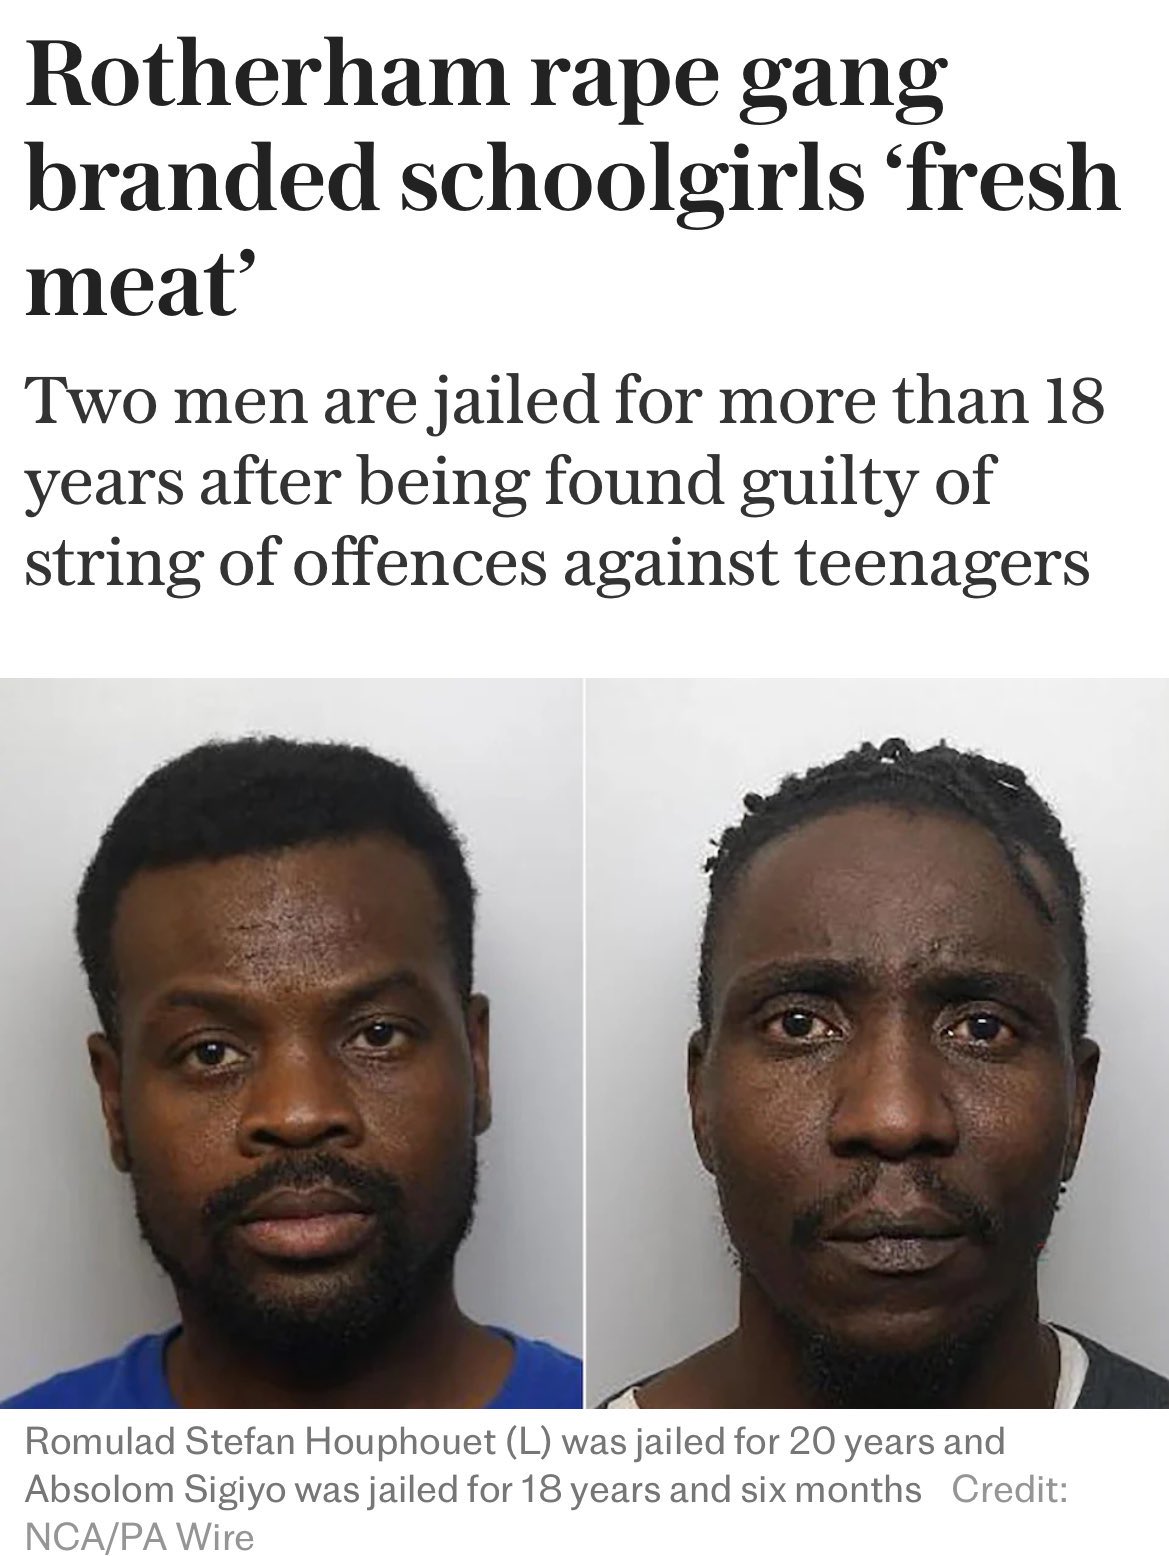 Rotherham rape gang
branded schoolgirls ‘fresh
meat’
Two men are jailed for more than 18
years after being found guilty of
string of offences against teenagers
Romulad Stefan Houphouet (L) was jailed for 20 years and
Absolom Sigiyo was jailed for 18 years and six months Credit:
NCA/PA Wire